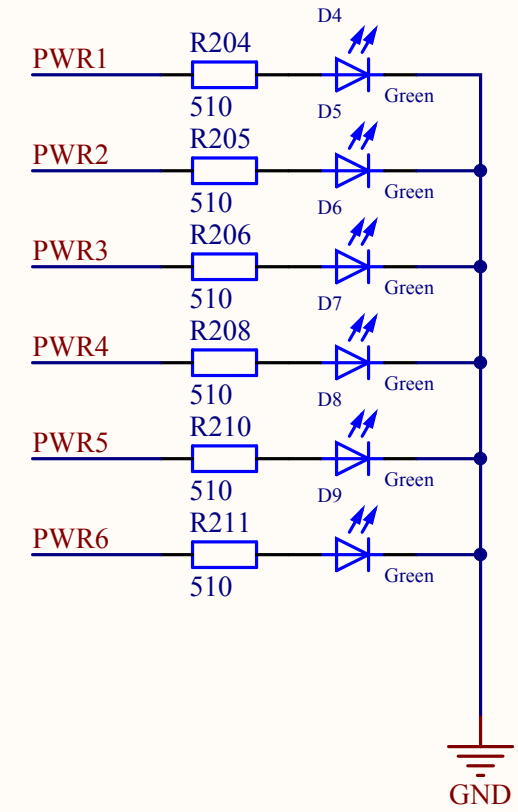 D4
R204
PWR1
Green
510
D5
R205
PWR2
Green
510
D6
R206
PWR3
Green
510
D7
R208
PWR4
Green
510
D8
R210
PWR5
Green
510
D9
R211
PWR6
Green
510
GND